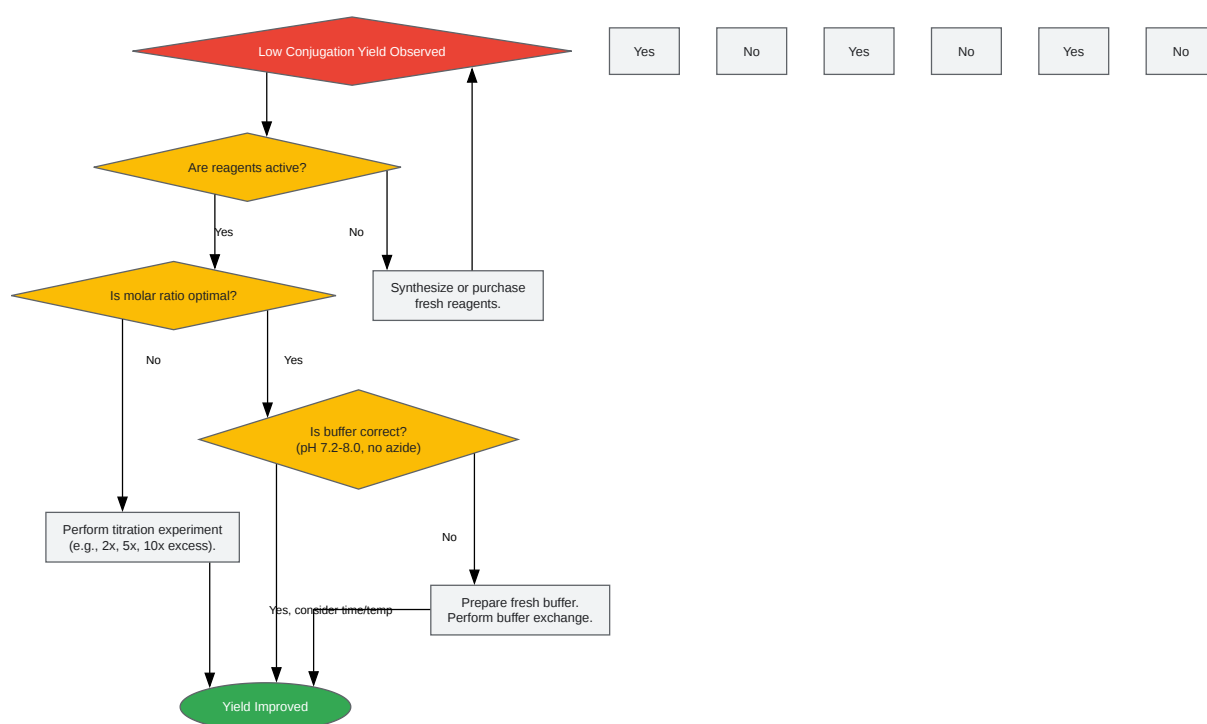 Low Conjugation Yield Observed
Yes
No
Yes
No
Yes
No
Are reagents active?
Yes
No
Synthesize or purchase
fresh reagents.
Is molar ratio optimal?
No
Yes
Is buffer correct?
(pH 7.2-8.0, no azide)
Perform titration experiment
(e.g., 2x, 5x, 10x excess).
No
Yes, consider time/temp
Prepare fresh buffer.
Perform buffer exchange.
Yield Improved